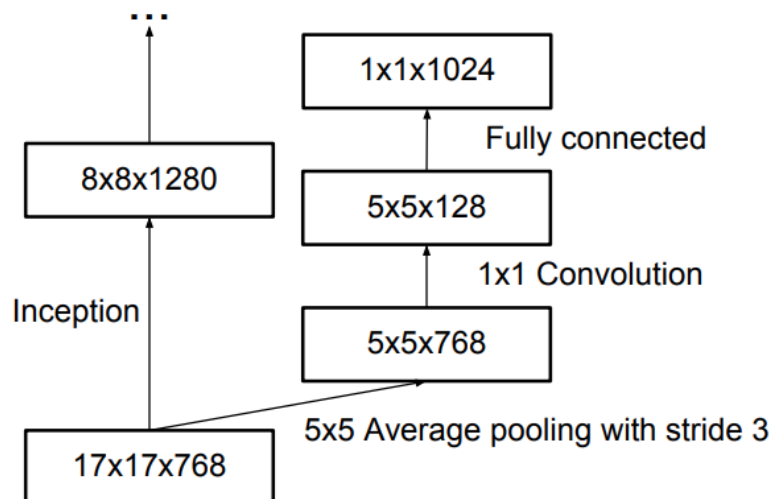 ...
1x1x1024
Fully connected
8x8x1280
5x5x128
1x1 Convolution
Inception
5x5x768
5x5 Average pooling with stride 3
17x17x768